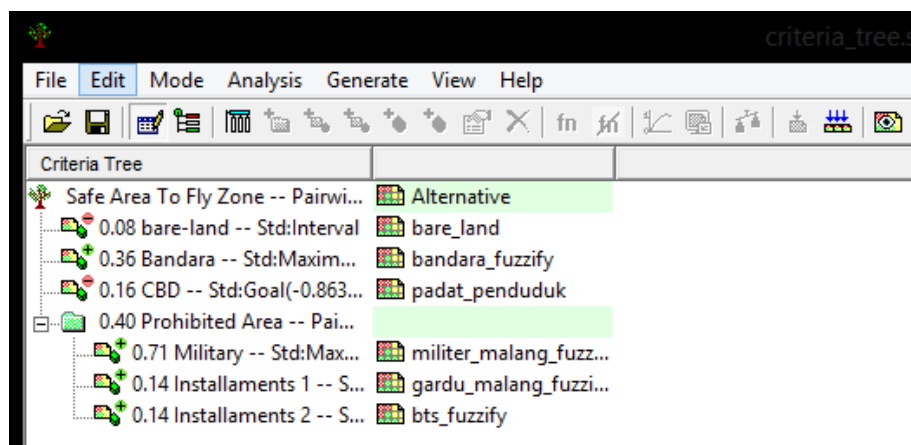 criteria_tree.s
File Edit Mode Analysis Generate View Help
fn fn
Criteria Tree
Safe Area To Fly Zone -- Pairwi... Alternative
0.08 bare-land -- Std:Interval bare_land
0.36 Bandara -- Std:Maxim... bandara_fuzzify
0.16 CBD -- Std:Goal(-0.863... padat_penduduk
0.40 Prohibited Area -- Pai...
0.71 Military -- Std:Max... militer_malang_fuzz...
0.14 Installaments 1 -- S... gardu_malang_fuzzi...
0.14 Installaments 2 -- S... bts_fuzzify